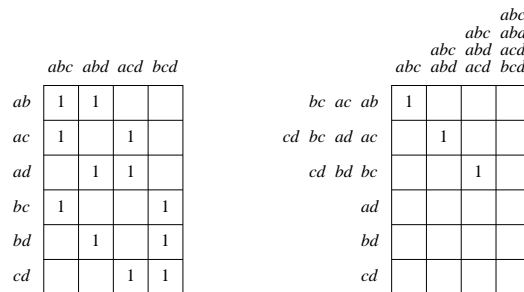 abc
abc abd
abc abd acd
abc abd acd bcd abc abd acd bcd
ab 1 1 bc ac ab 1
ac 1 1 cd bc ad ac 1
ad 1 1 cd bd bc 1
bc 1 1 ad
bd 1 1 bd
cd 1 1 cd